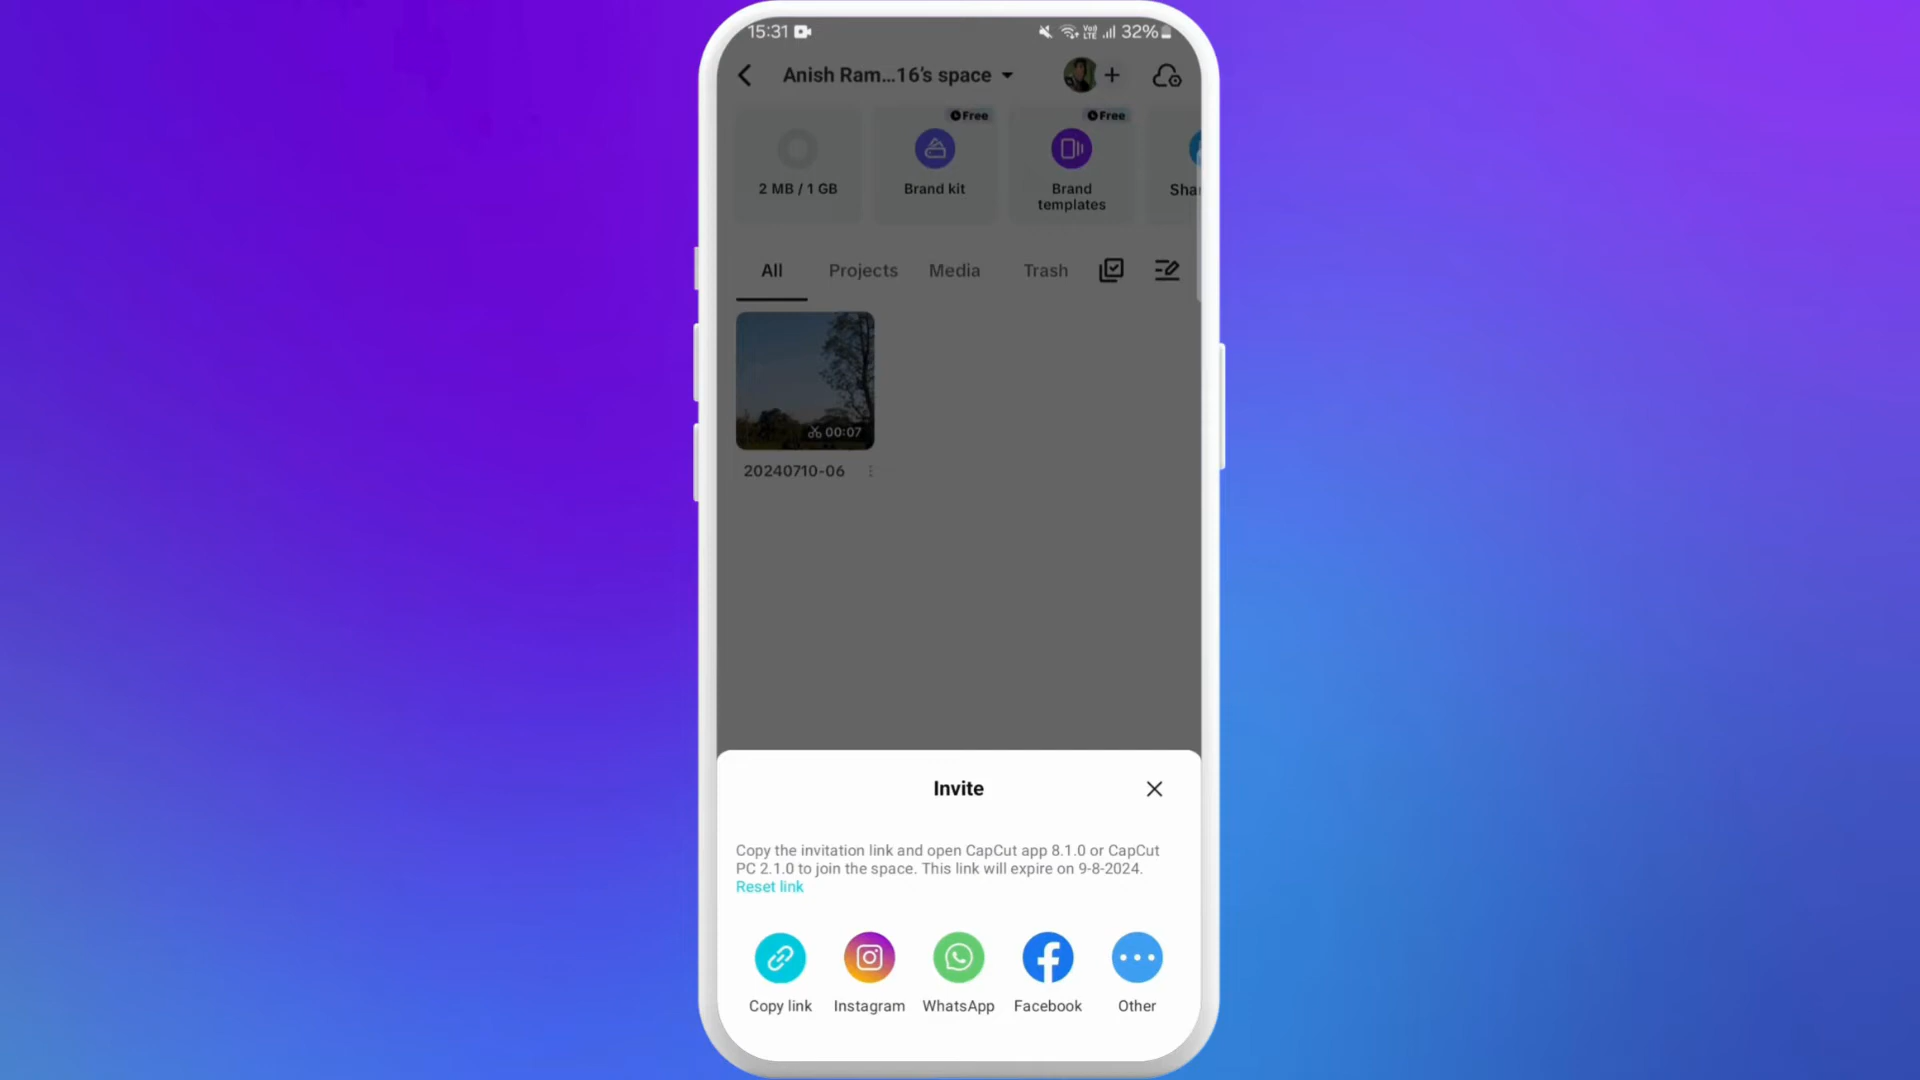 15:31
Vo) LTE 32%
Anish Ram...16's space
Free
Free
2 MB / 1 GB
Brand kit
Brand templates
Sha
All
Projects
Media
Trash
00:07
20240710-06
Invite
Copy the invitation link and open CapCut app 8.1.0 or CapCut
PC 2.1.0 to join the space. This link will expire on 9-8-2024.
Reset link
Copy link
Instagram
WhatsApp
Facebook
Other